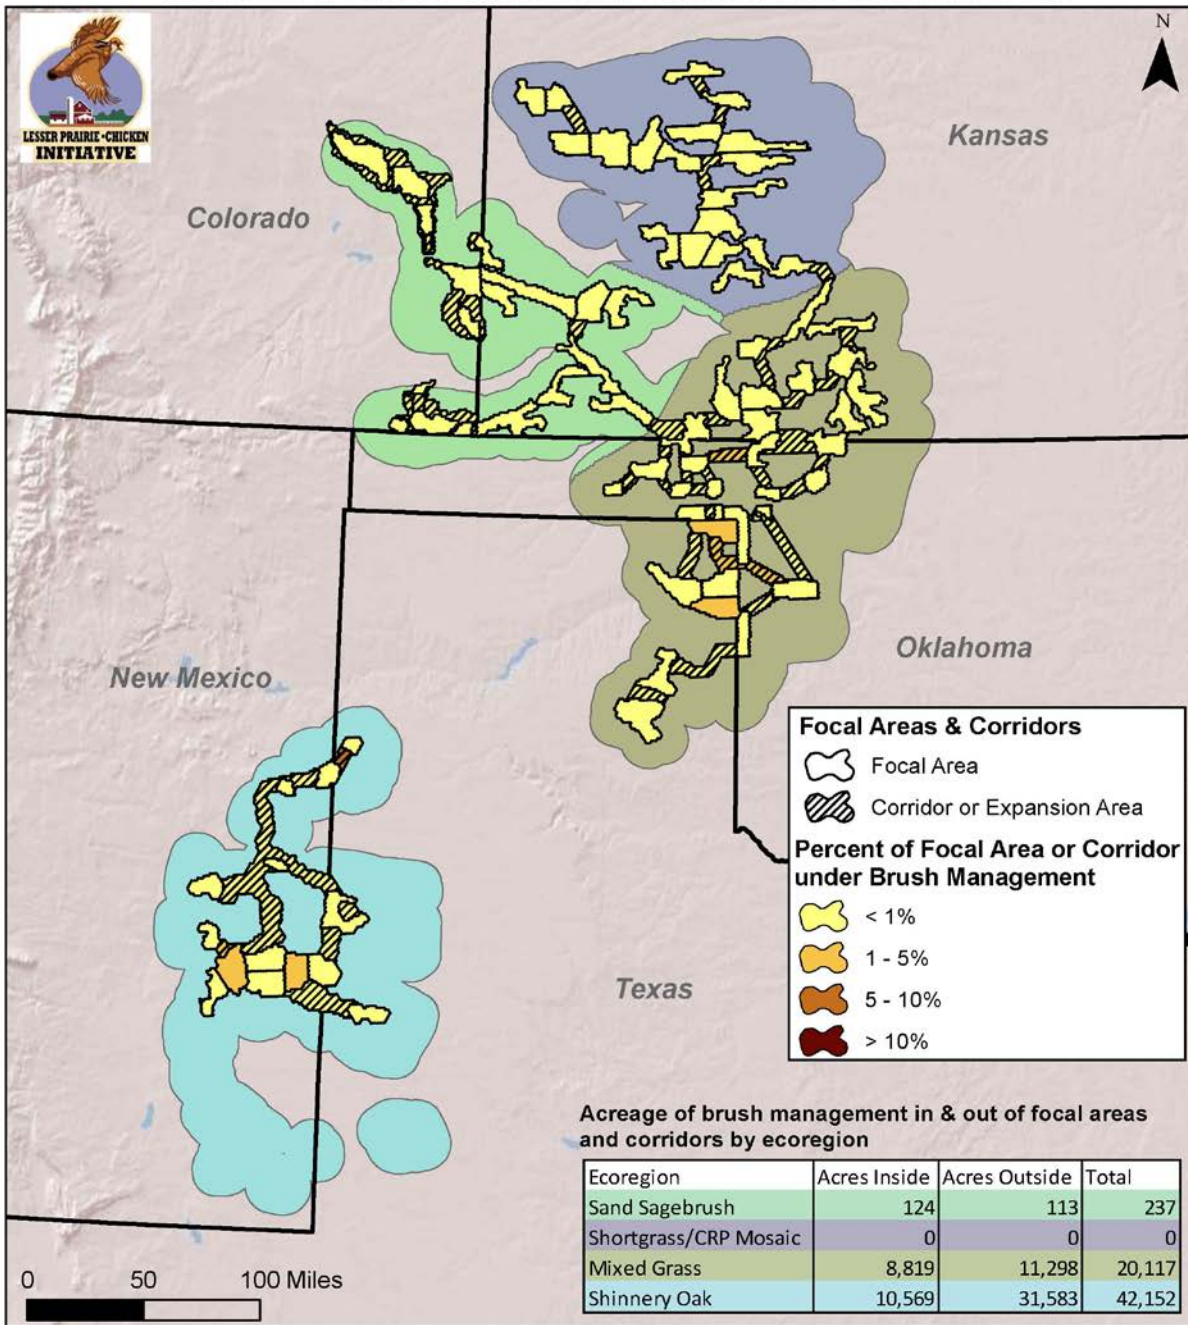 N
LESSER PRAIRIE-CHICKEN
INITIATIVE
Kansas
Colorado
Oklahoma
New Mexico
Texas
Focal Areas & Corridors
Focal Area
Corridor or Expansion Area
Percent of Focal Area or Corridor
under Brush Management
< 1%
1 - 5%
5 - 10%
> 10%
Acreage of brush management in & out of focal areas
and corridors by ecoregion
Ecoregion Acres Inside Acres Outside Total
Sand Sagebrush 124 113 237
Shortgrass/CRP Mosaic 0 0 0
Mixed Grass 8,819 11,298 20,117
Shinnery Oak 10,569 31,583 42,152
0 50 100 Miles